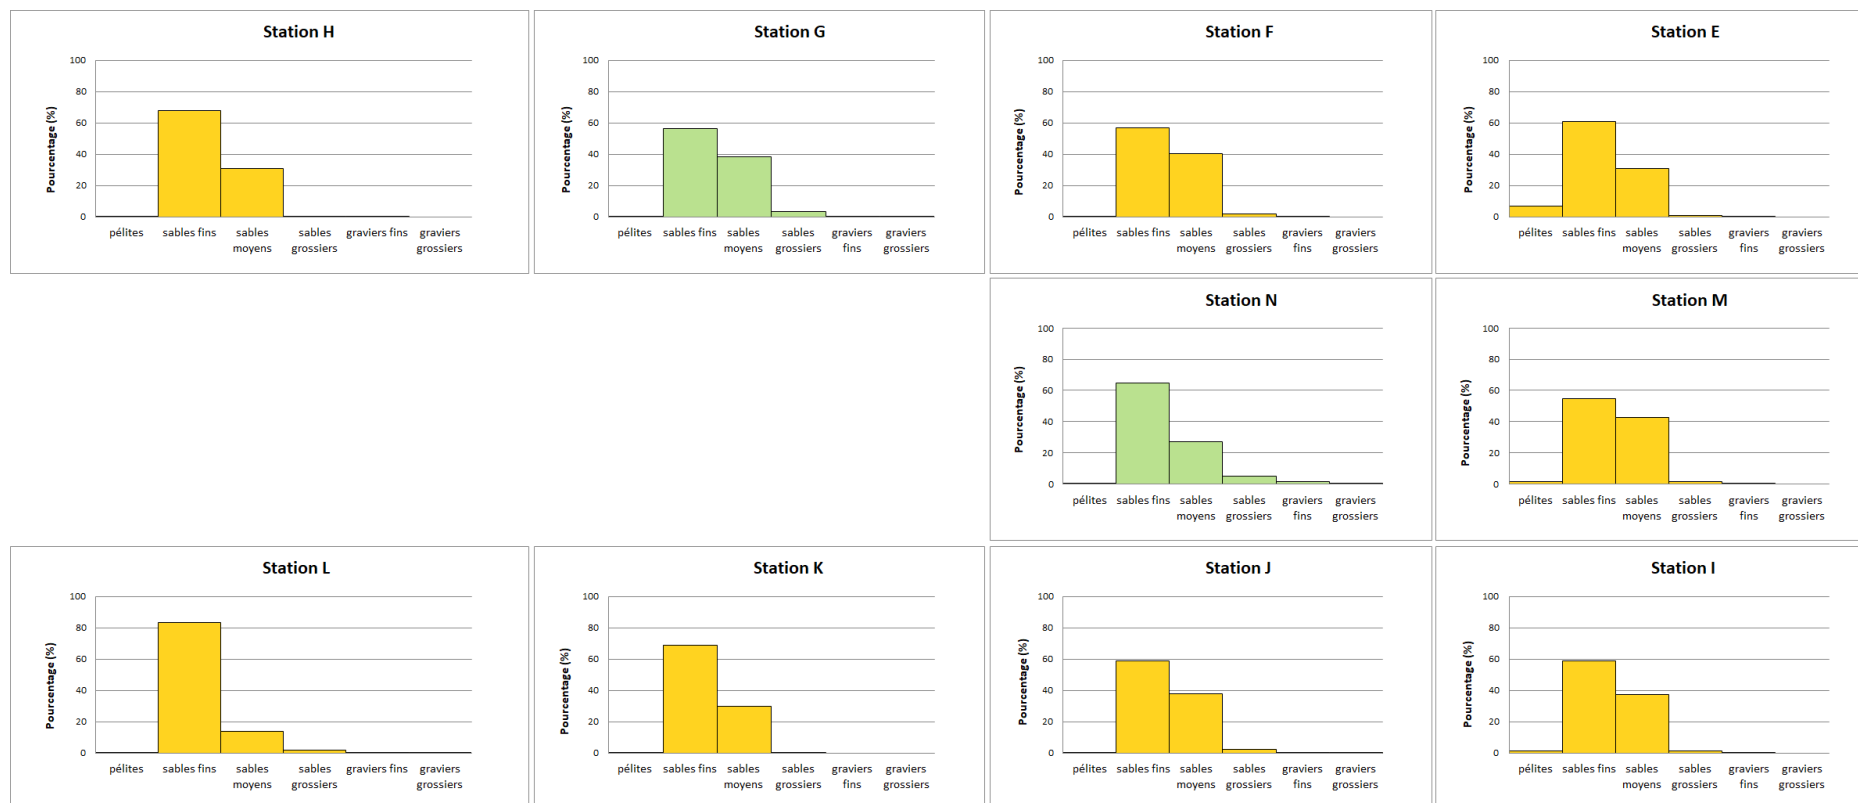 Station H
Pourcentage (%)
100
80
60
40
20
0
pélites
sables fins
sables
moyens
sables
grossiers
graviers fins
graviers
grossiers
Station G
Pourcentage (%)
100
80
60
40
20
0
pélites
sables fins
sables
moyens
sables
grossiers
graviers
fins
graviers
grossiers
Station F
Pourcentage (%)
100
80
60
40
20
0
pélites
sables fins
sables
moyens
sables
grossiers
graviers
fins
graviers
grossiers
Station E
Pourcentage (%)
100
80
60
40
20
0
pélites
sables fins
sables
moyens
sables
grossiers
graviers
fins
graviers
grossiers
Station N
Pourcentage (%)
100
80
60
40
20
0
pélites
sables fins
sables
moyens
sables
grossiers
graviers
fins
graviers
grossiers
Station M
Pourcentage (%)
100
80
60
40
20
0
pélites
sables fins
sables
moyens
sables
grossiers
graviers
fins
graviers
grossiers
Station L
Pourcentage (%)
100
80
60
40
20
0
pélites
sables fins
sables
moyens
sables
grossiers
graviers fins
graviers
grossiers
Station K
Pourcentage (%)
100
80
60
40
20
0
pélites
sables fins
sables
moyens
sables
grossiers
graviers
fins
graviers
grossiers
Station J
Pourcentage (%)
100
80
60
40
20
0
pélites
sables fins
sables
moyens
sables
grossiers
graviers
fins
graviers
grossiers
Station I
Pourcentage (%)
100
80
60
40
20
0
pélites
sables fins
sables
moyens
sables
grossiers
graviers
fins
graviers
grossiers